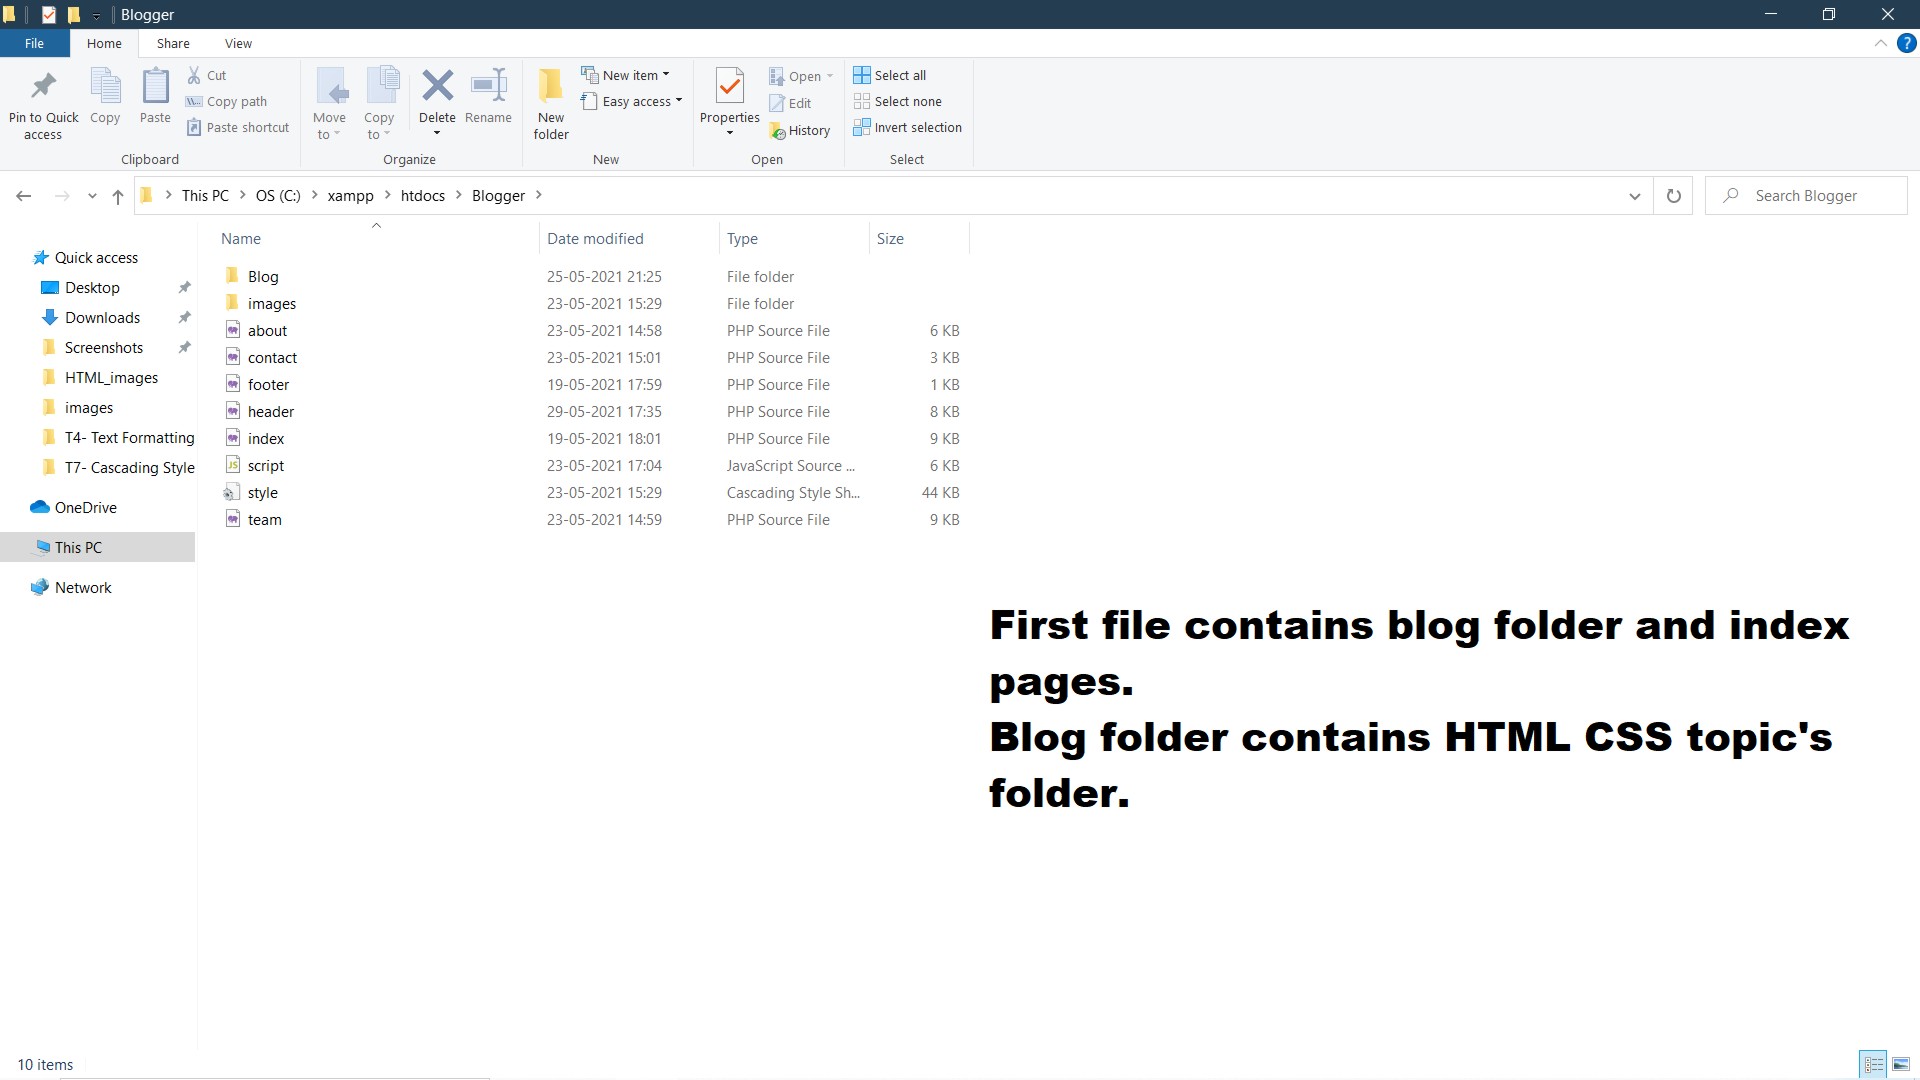 Blogger
File Home Share View
Pin to Quick access
Copy
Paste
Cut
Copy path
Paste shortcut
Clipboard
Move to
Copy to
Delete
Rename
Organize
New folder
New item
Easy access
New
Properties
Open
Edit
History
Open
Select all
Select none
Invert selection
Select
This PC > OS (C:) > xampp > htdocs > Blogger >
Search Blogger
Quick access
Desktop
Downloads
Screenshots
HTML_images
images
T4- Text Formatting
T7- Cascading Style
OneDrive
This PC
Network
Name Date modified Type Size
Blog 25-05-2021 21:25 File folder
images 23-05-2021 15:29 File folder
about 23-05-2021 14:58 PHP Source File 6 KB
contact 23-05-2021 15:01 PHP Source File 3 KB
footer 19-05-2021 17:59 PHP Source File 1 KB
header 29-05-2021 17:35 PHP Source File 8 KB
index 19-05-2021 18:01 PHP Source File 9 KB
script 23-05-2021 17:04 JavaScript Source ... 6 KB
style 23-05-2021 15:29 Cascading Style Sh... 44 KB
team 23-05-2021 14:59 PHP Source File 9 KB
First file contains blog folder and index
pages.
Blog folder contains HTML CSS topic's
folder.
10 items